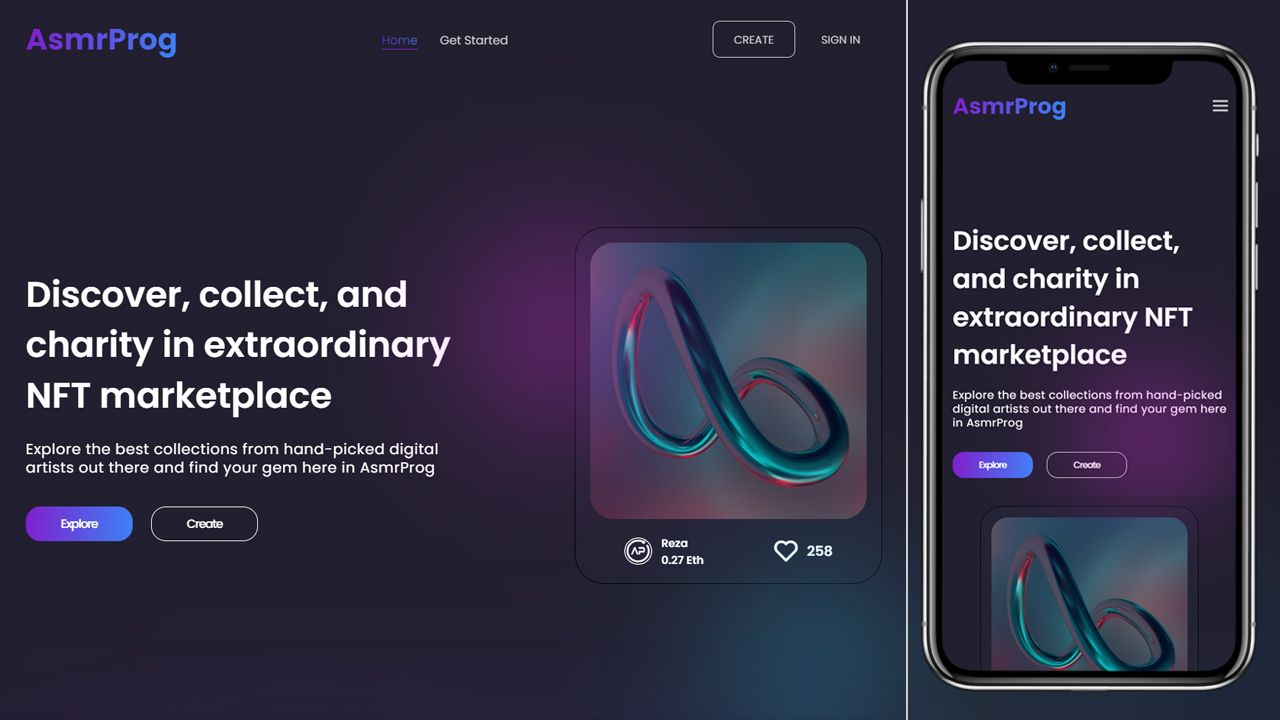 AsmrProg
Home
Get Started
CREATE
SIGN IN
Discover, collect, and
charity in extraordinary
NFT marketplace
Explore the best collections from hand-picked digital
artists out there and find your gem here in AsmrProg
Explore
Create
AP
Reza
0.27 Eth
258
AsmrProg
Discover, collect,
and charity in
extraordinary NFT
marketplace
Explore the best collections from hand-picked
digital artists out there and find your gem here
in AsmrProg
Explore
Create